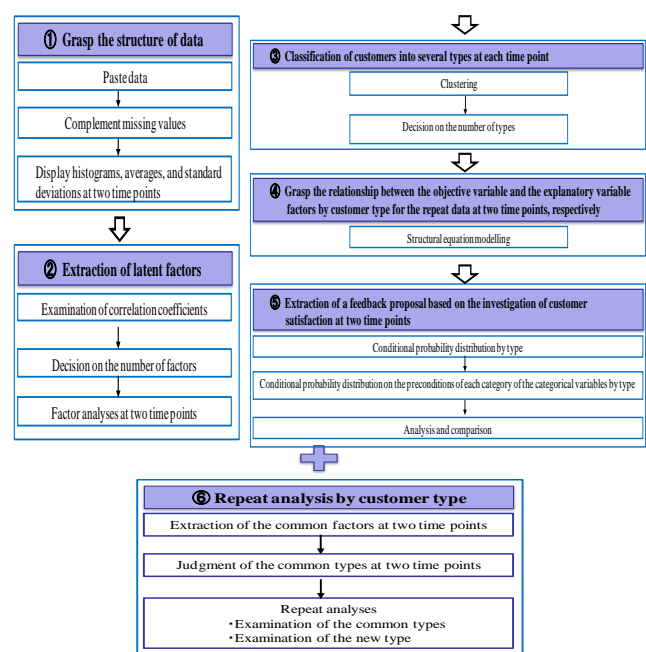 ① Grasp the structure of data
Paste data
Complement missing values
Display histograms, averages, and standard
deviations at two time points
② Extraction of latent factors
Examination of correlation coefficients
Decision on the number of factors
Factor analyses at two time points
③ Classification of customers into several types at each time point
Clustering
Decision on the number of types
④ Grasp the relationship between the objective variable and the explanatory variable
factors by customer type for the repeat data at two time points, respectively
Structural equation modelling
⑤ Extraction of a feedback proposal based on the investigation of customer
satisfaction at two time points
Conditional probability distribution by type
Conditional probability distribution on the preconditions of each category of the categorical variables by type
Analysis and comparison
⑥ Repeat analysis by customer type
Extraction of the common factors at two time points
Judgment of the common types at two time points
Repeat analyses
・Examination of the common types
・Examination of the new type